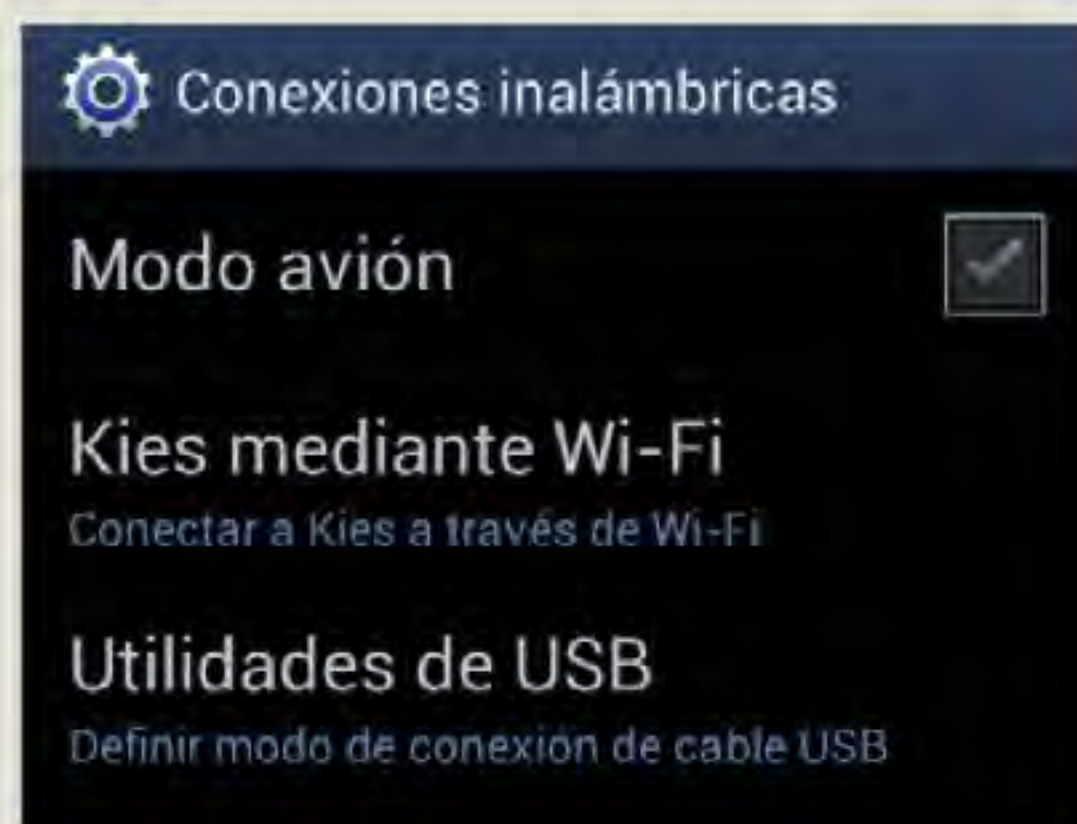 Conexiones inalámbricas
Modo avión
Kies mediante Wi-Fi
Conectar a Kies a través de Wi-Fi
Utilidades de USB
Definir modo de conexión de cable USB